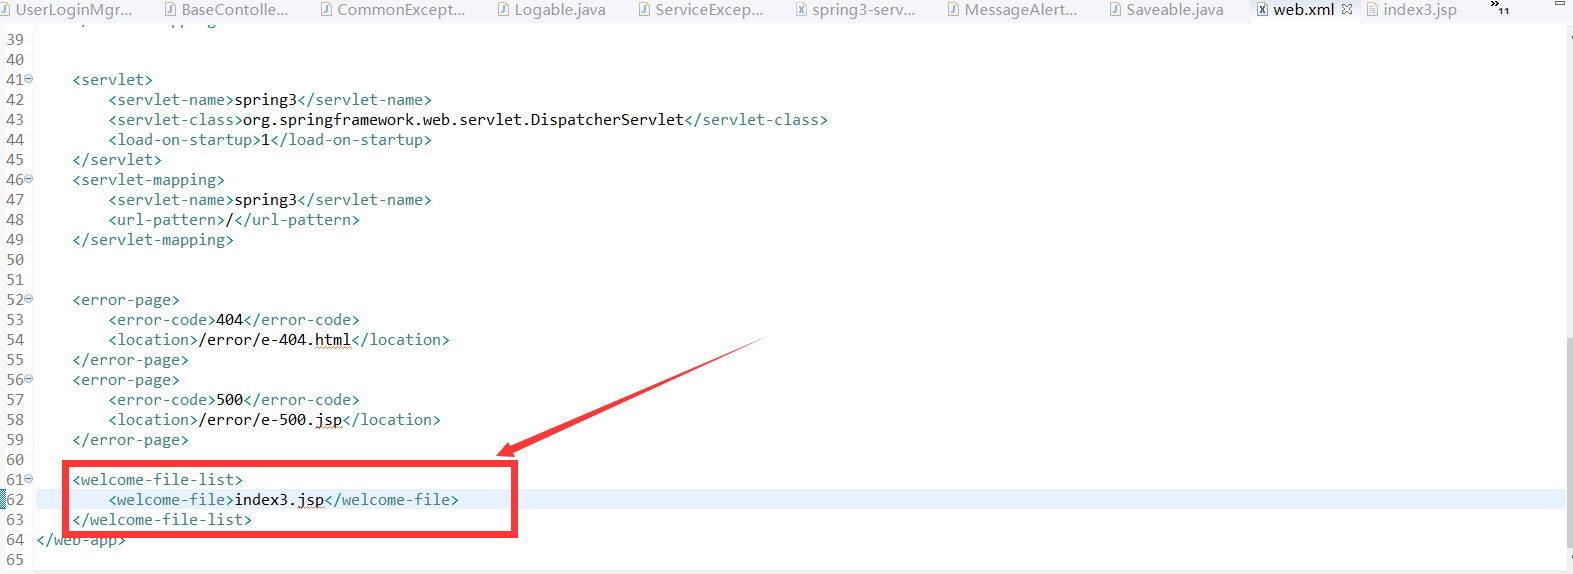 UserLoginMgr... BaseContolle... CommonExcept... Logable.java ServiceExcep... spring3-serv... MessageAlert... Saveable.java web.xml index3.jsp »11
39
40
41 <servlet>
42 <servlet-name>spring3</servlet-name>
43 <servlet-class>org.springframework.web.servlet.DispatcherServlet</servlet-class>
44 <load-on-startup>1</load-on-startup>
45 </servlet>
46 <servlet-mapping>
47 <servlet-name>spring3</servlet-name>
48 <url-pattern>/</url-pattern>
49 </servlet-mapping>
50
51
52 <error-page>
53 <error-code>404</error-code>
54 <location>/error/e-404.html</location>
55 </error-page>
56 <error-page>
57 <error-code>500</error-code>
58 <location>/error/e-500.jsp</location>
59 </error-page>
60
61 <welcome-file-list>
62 <welcome-file>index3.jsp</welcome-file>
63 </welcome-file-list>
64 </web-app>
65